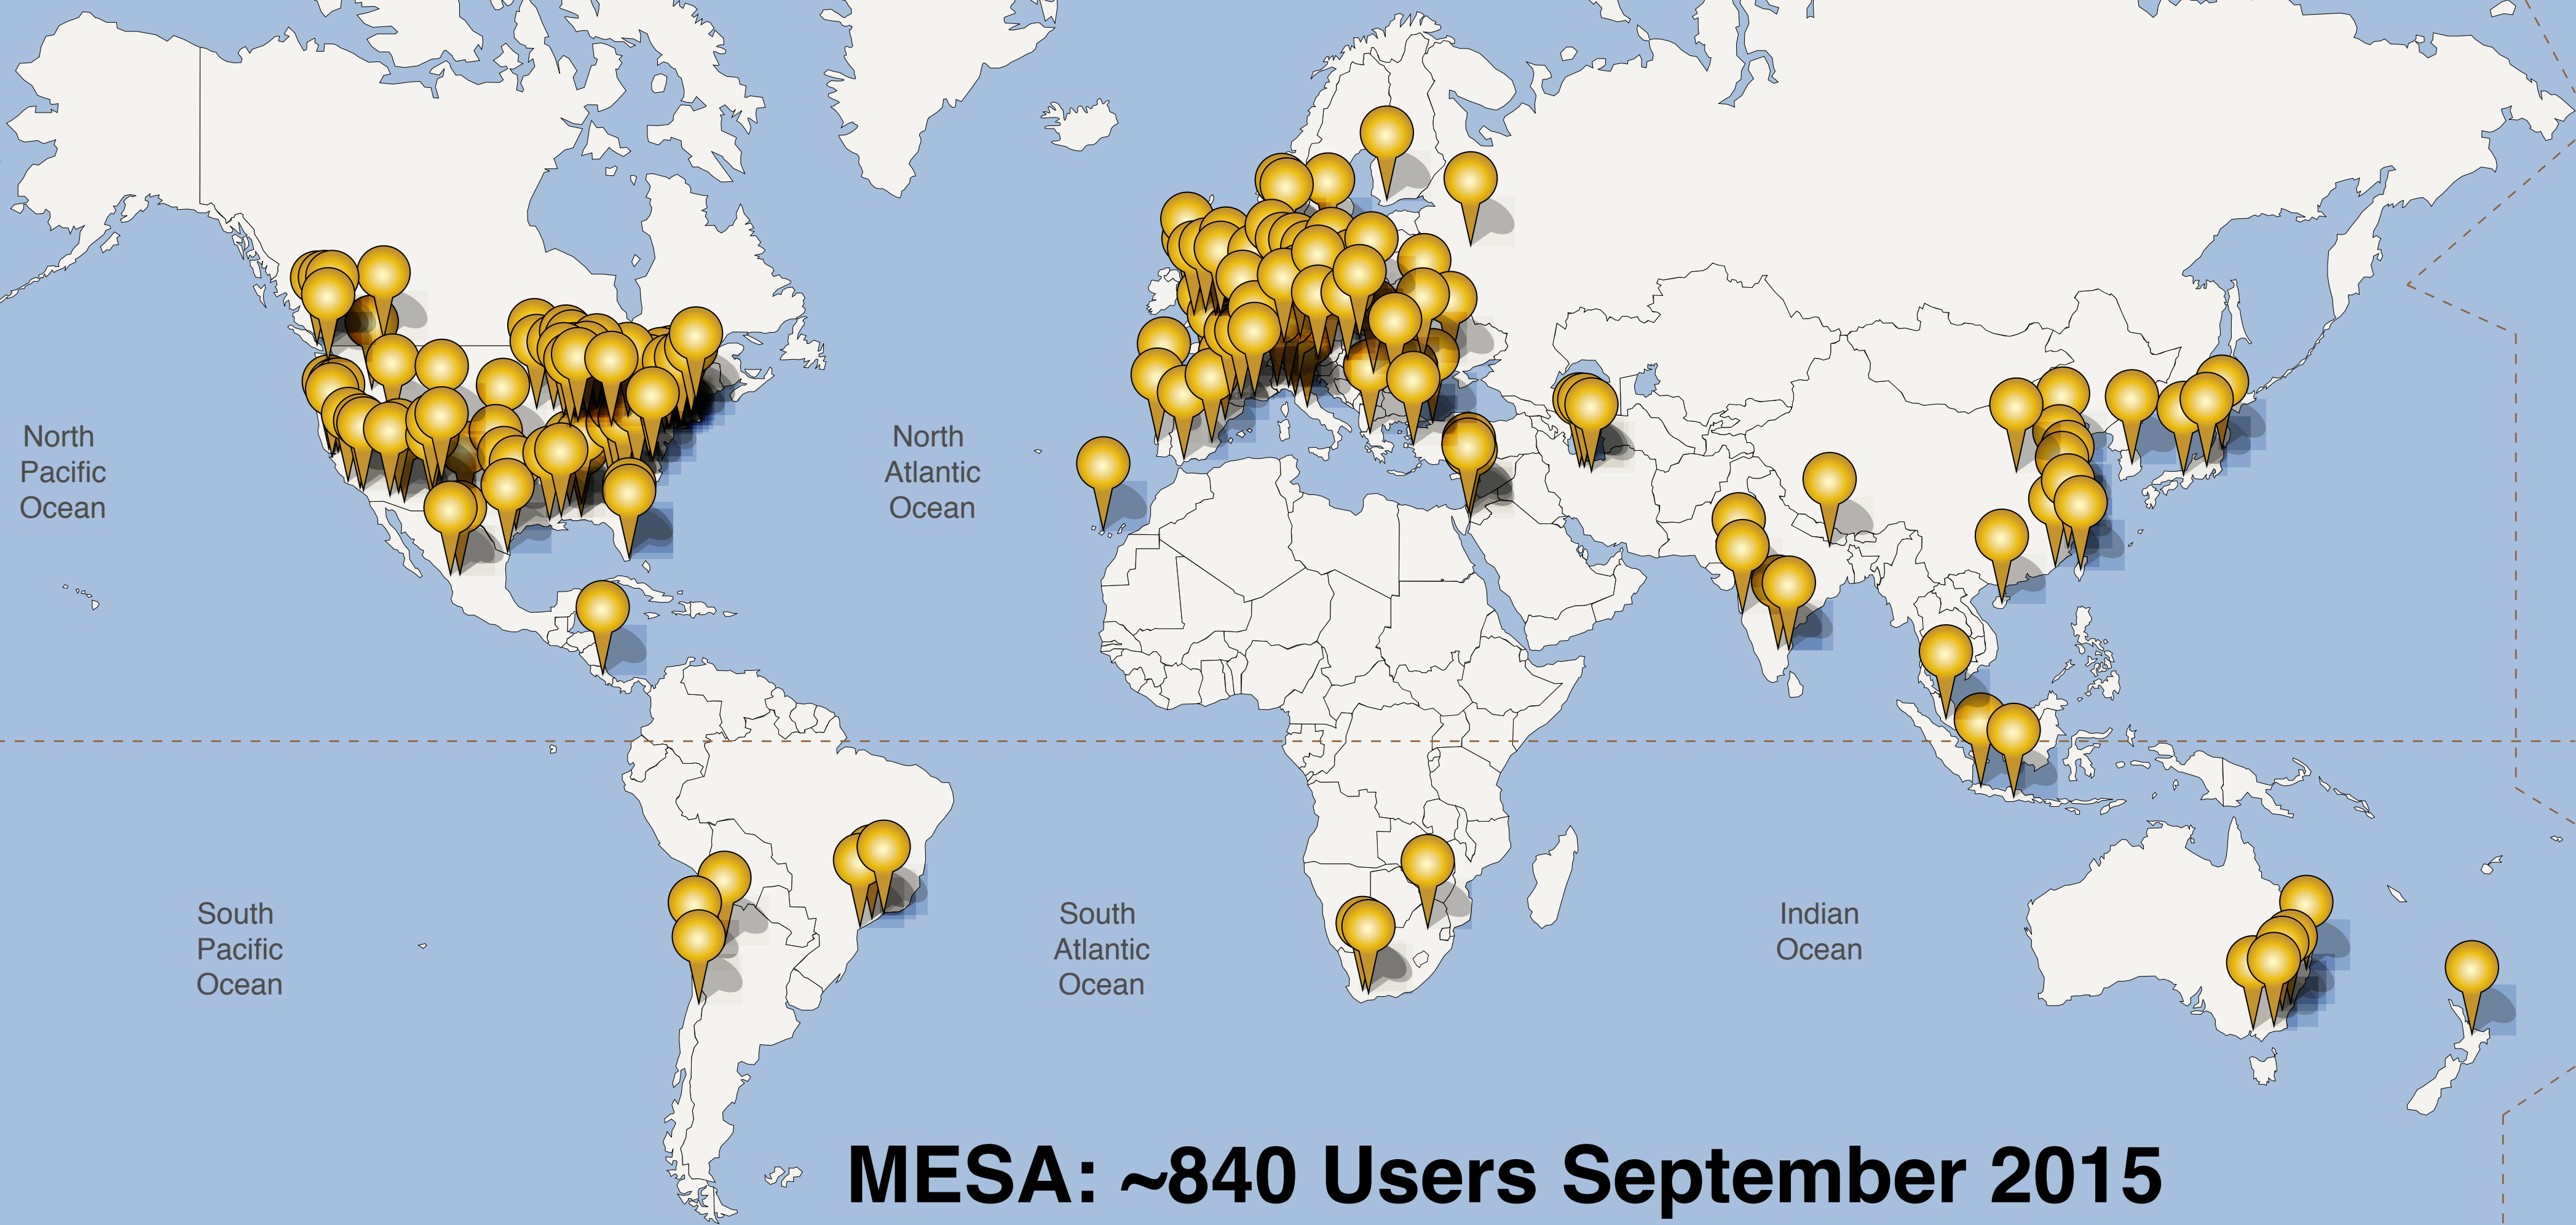 North
Pacific
Ocean
North
Atlantic
Ocean
South
Pacific
Ocean
South
Atlantic
Ocean
Indian
Ocean
MESA: ~840 Users September 2015